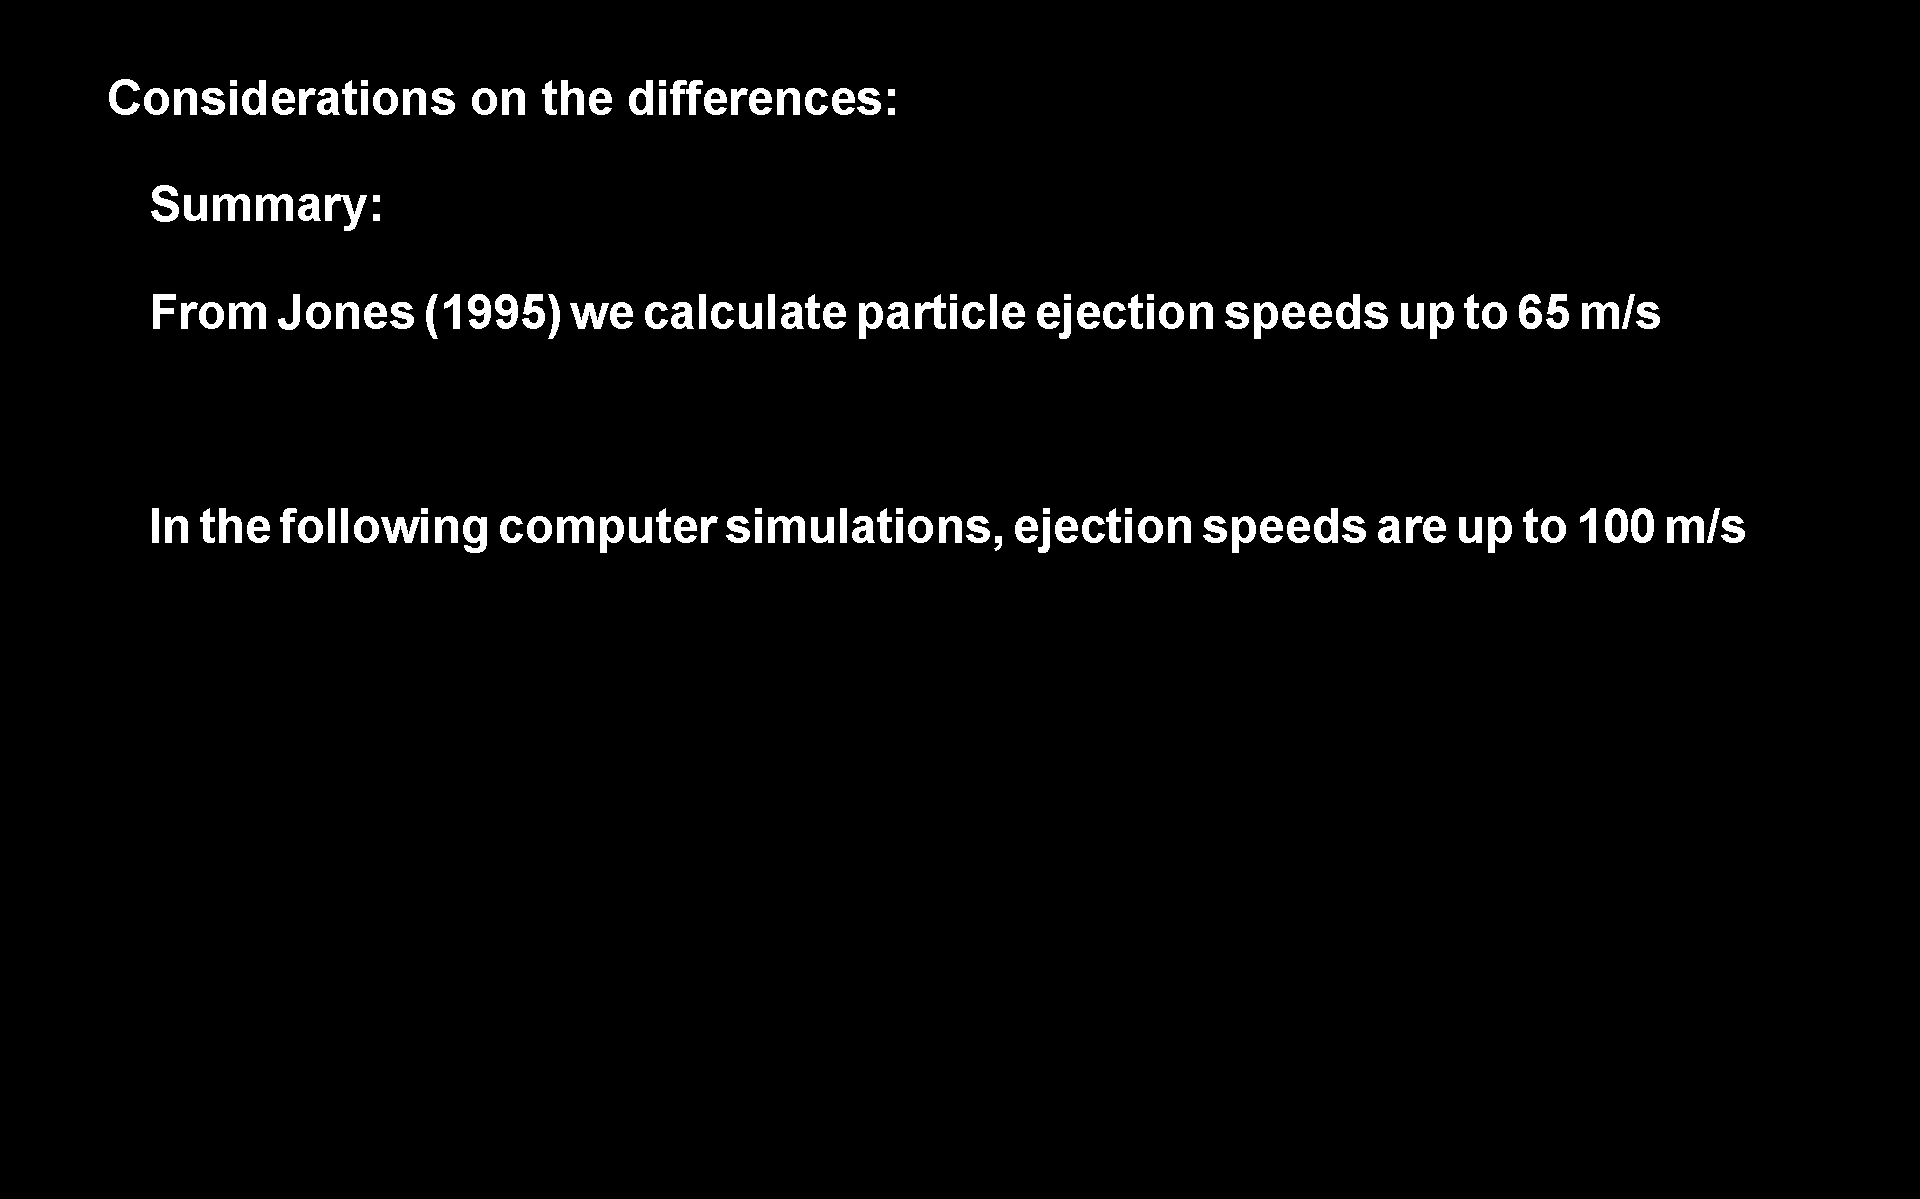 Considerations on the differences:
Summary:
From Jones (1995) we calculate particle ejection speeds up to 65 m/s
In the following computer simulations, ejection speeds are up to 100 m/s